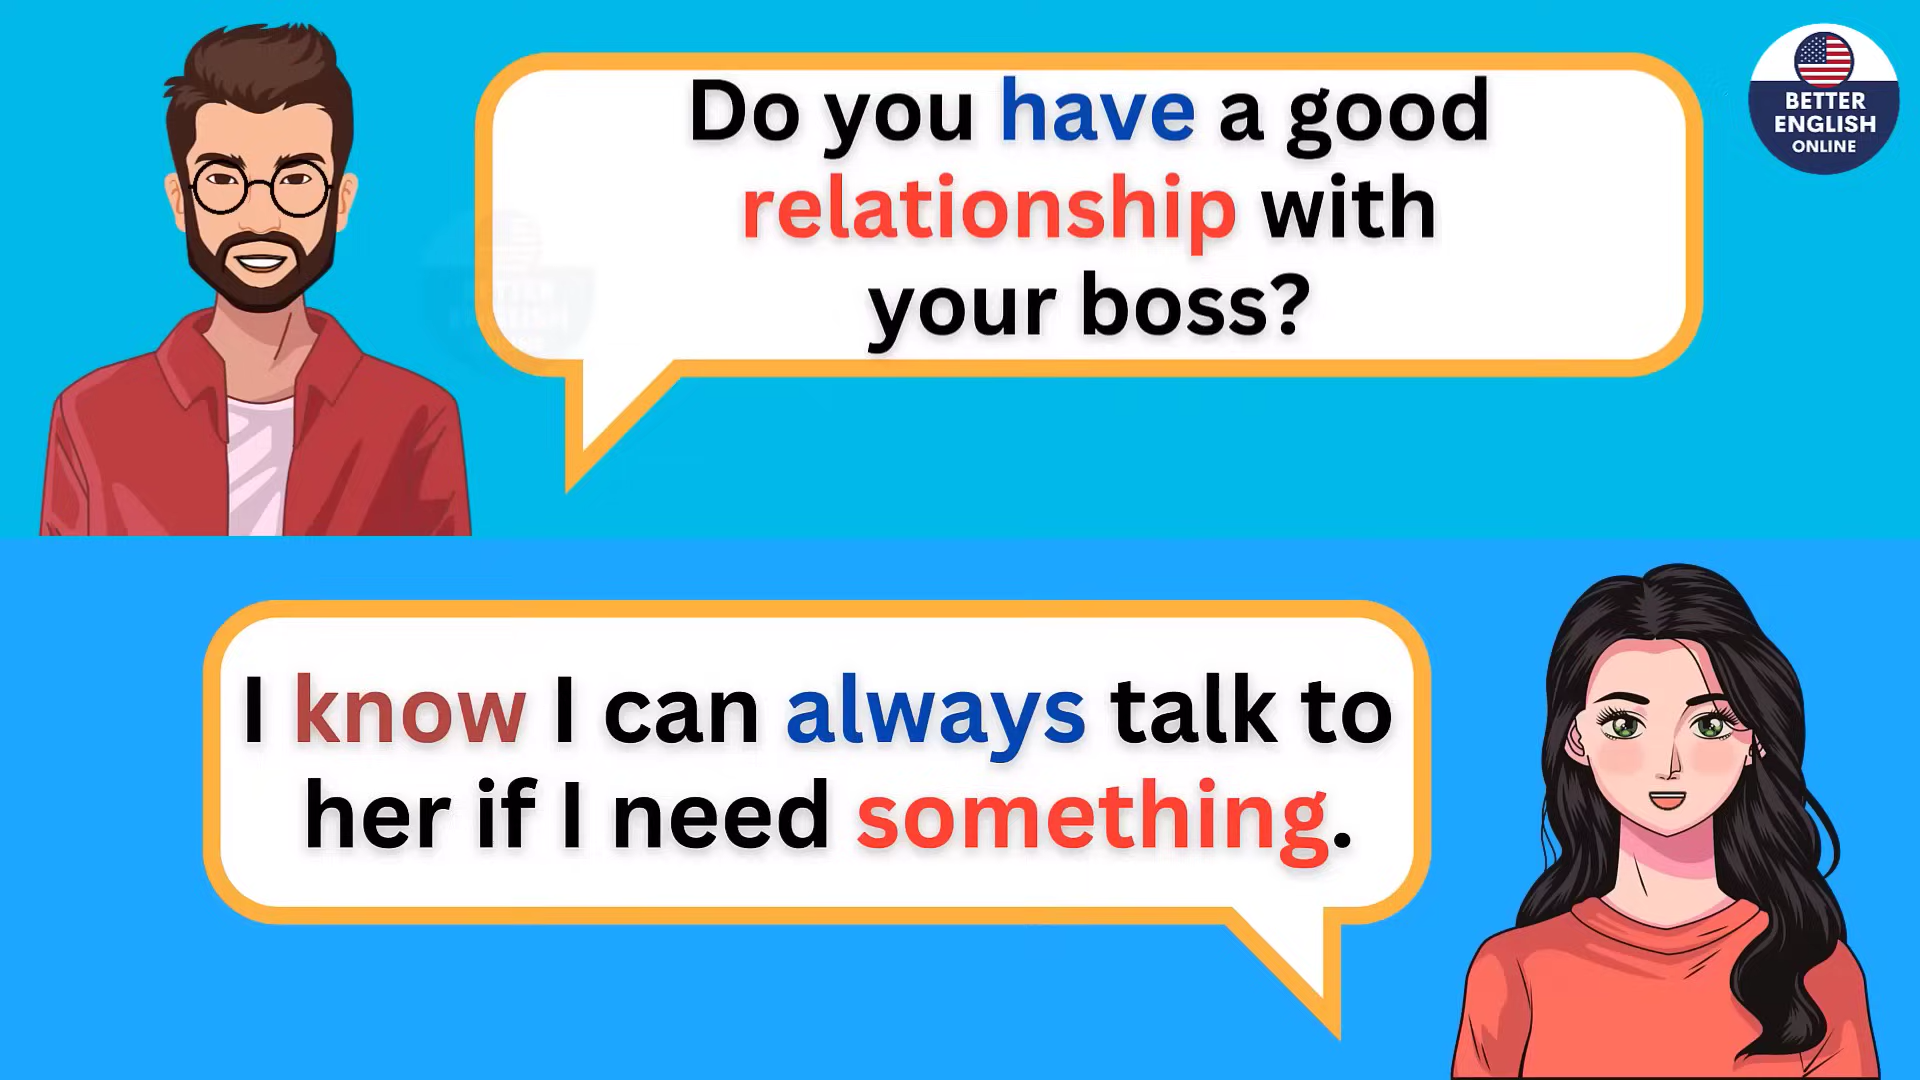 Do you have a good
relationship with
your boss?
BETTER
ENGLISH
ONLINE
I know I can always talk to
her if I need something.